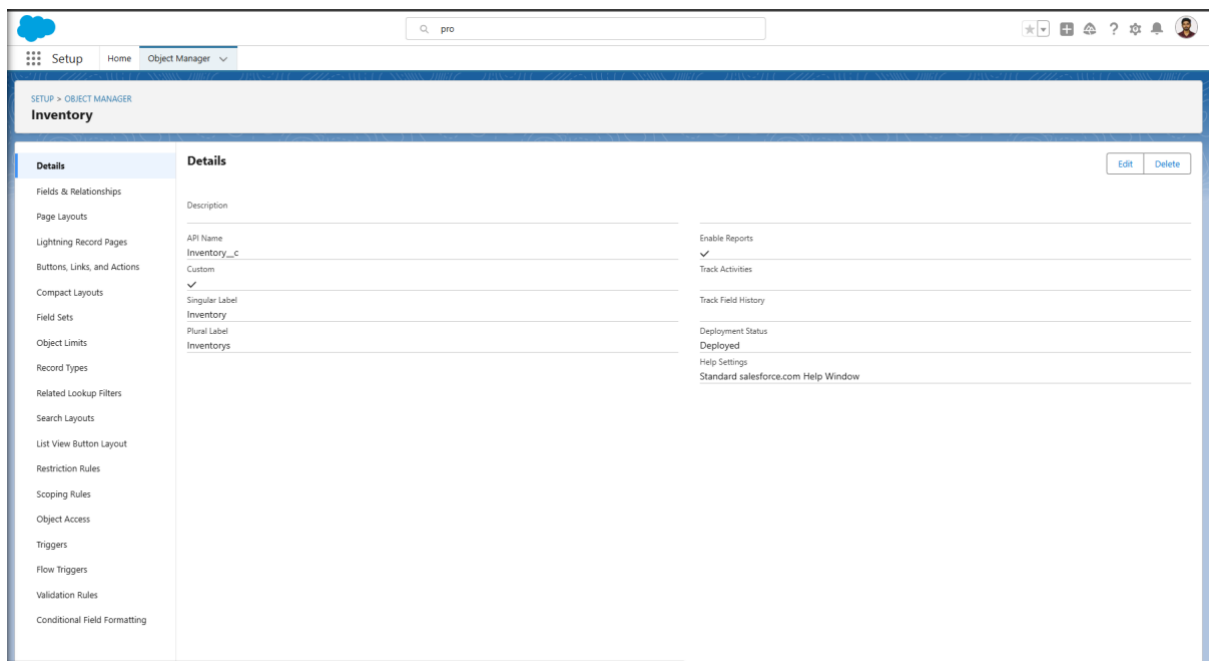 pro
Setup
Home
Object Manager
SETUP > OBJECT MANAGER
Inventory
Details
Fields & Relationships
Page Layouts
Lightning Record Pages
Buttons, Links, and Actions
Compact Layouts
Field Sets
Object Limits
Record Types
Related Lookup Filters
Search Layouts
List View Button Layout
Restriction Rules
Scoping Rules
Object Access
Triggers
Flow Triggers
Validation Rules
Conditional Field Formatting
Details
Edit
Delete
Description
API Name
Inventory__c
Custom
Singular Label
Inventory
Plural Label
Inventorys
Enable Reports
Track Activities
Track Field History
Deployment Status
Deployed
Help Settings
Standard salesforce.com Help Window